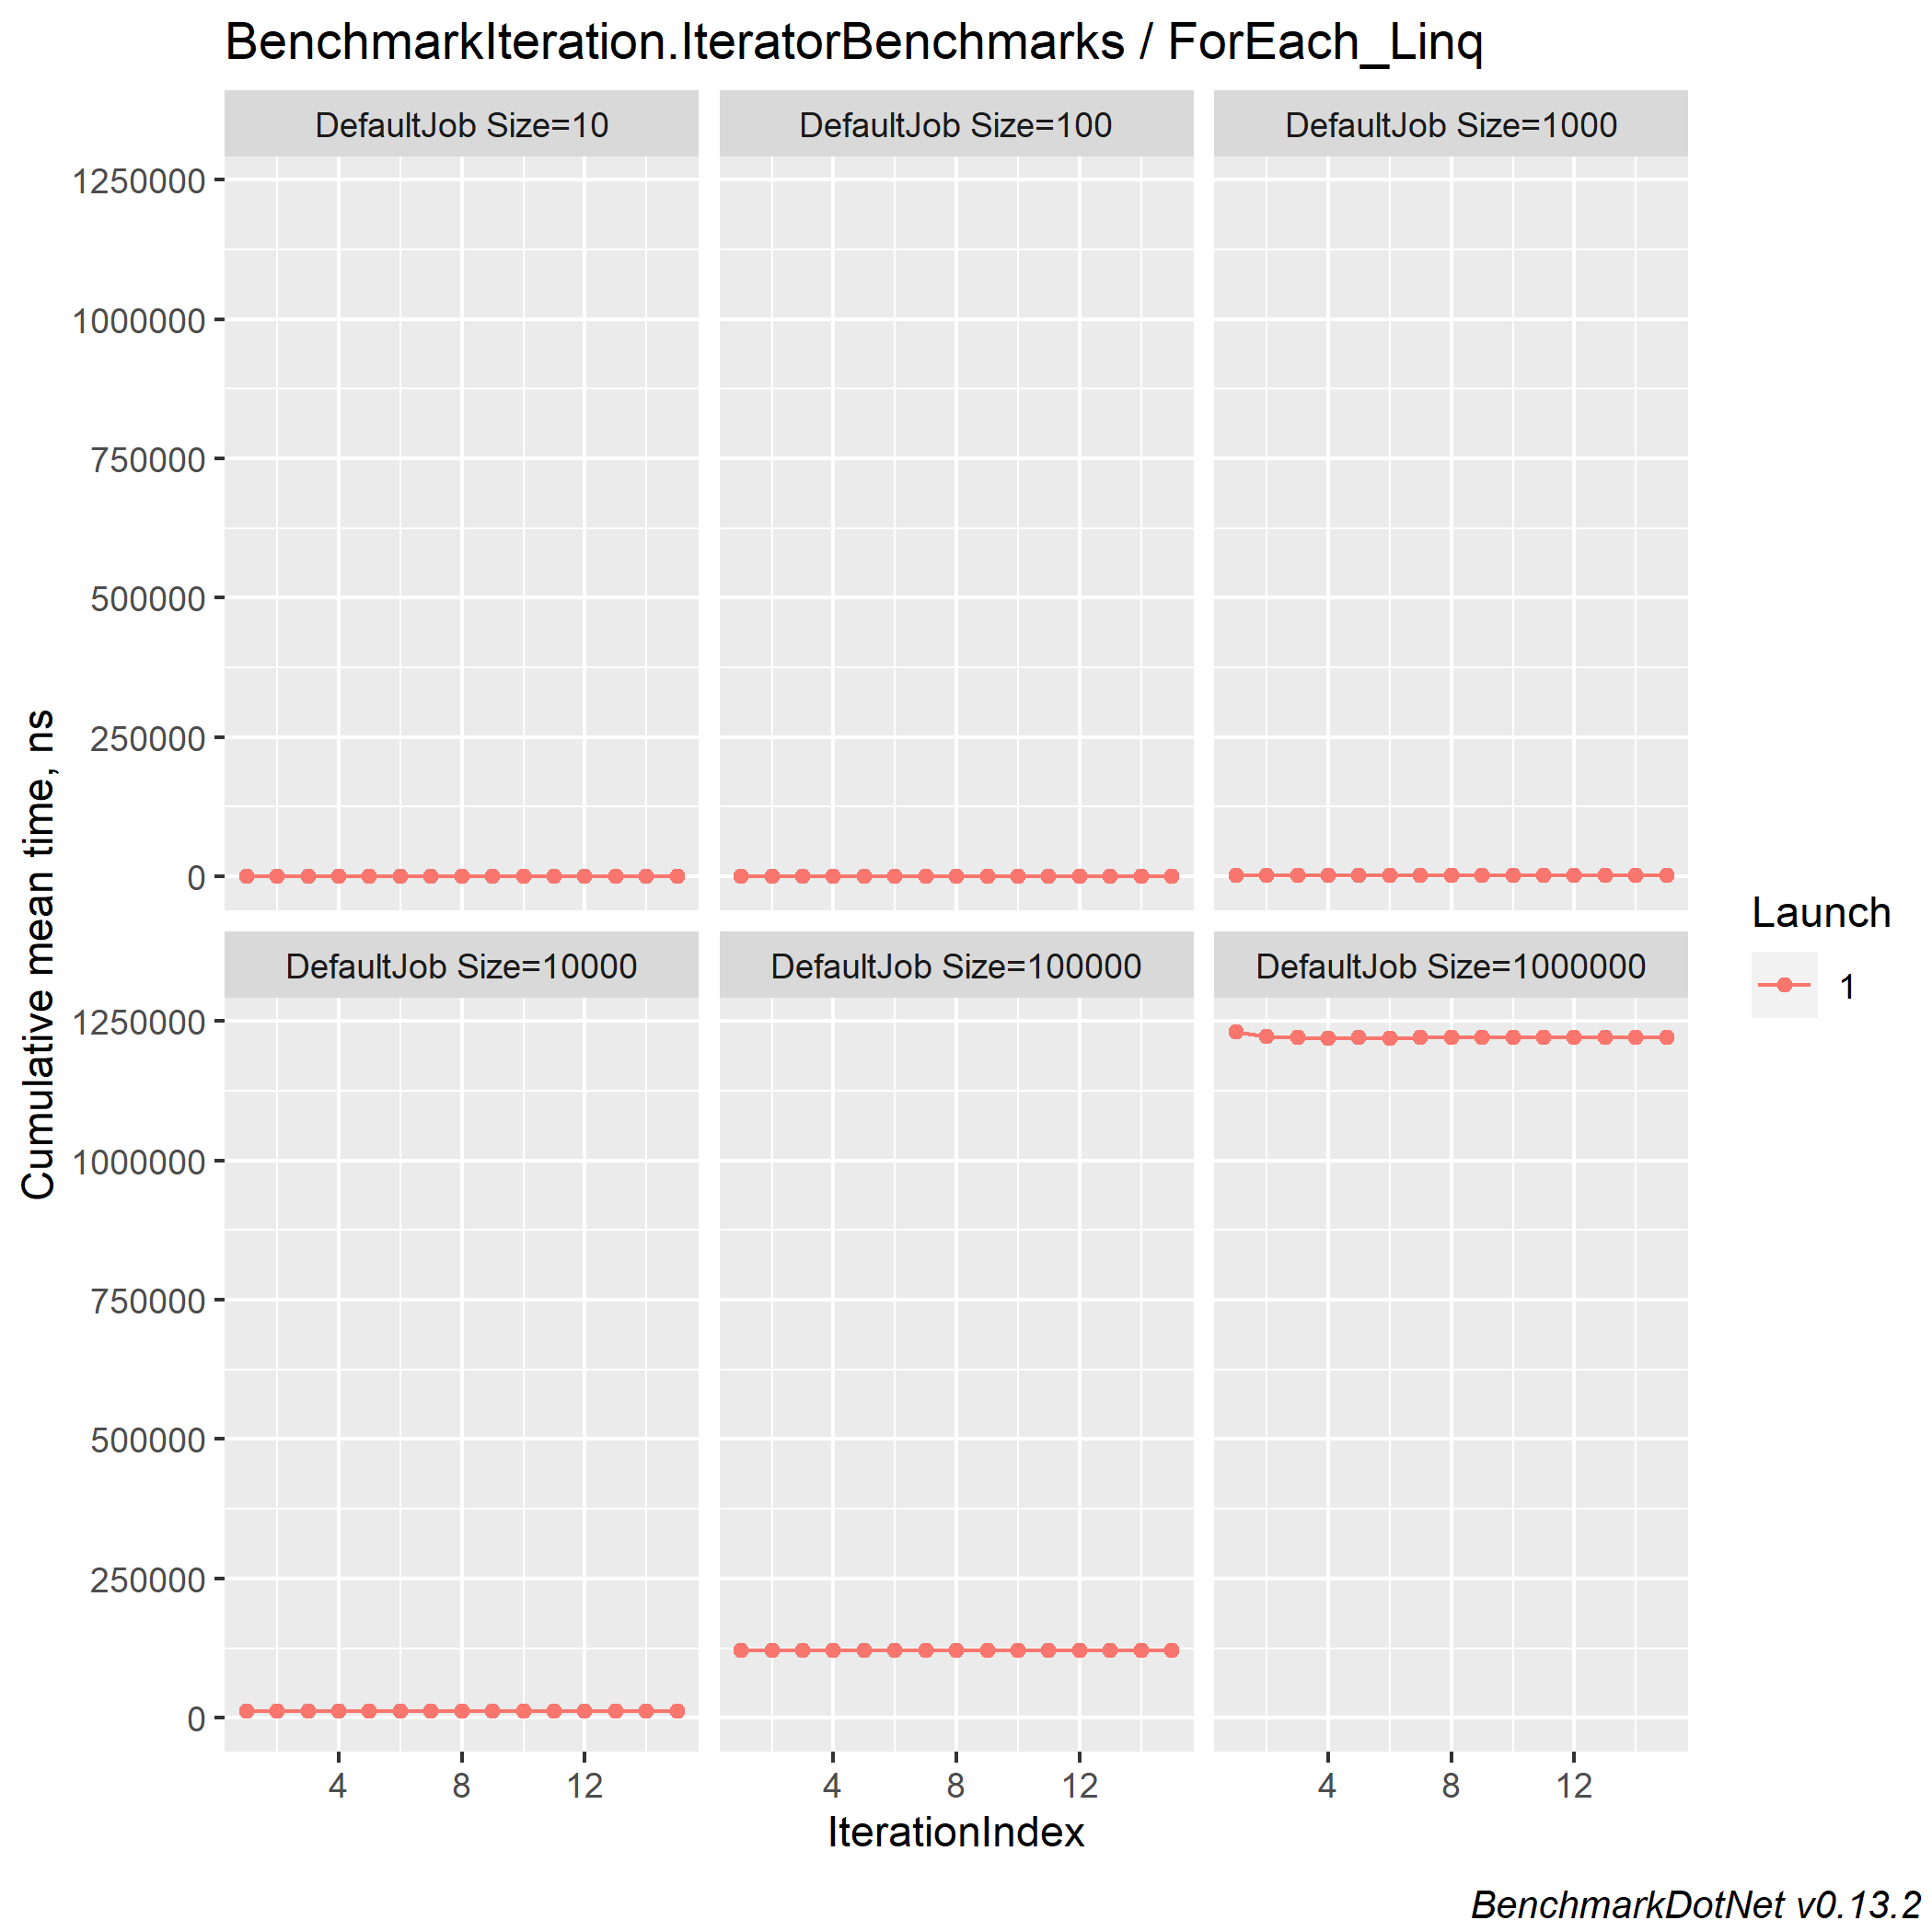 BenchmarkIteration.IteratorBenchmarks / ForEach_Linq
DefaultJob Size=10
DefaultJob Size=100
DefaultJob Size=1000
1250000
1000000
750000
500000
250000
0
DefaultJob Size=10000
DefaultJob Size=100000
DefaultJob Size=1000000
1250000
1000000
750000
500000
250000
0
4 8 12
4 8 12
4 8 12
IterationIndex
Cumulative mean time, ns
Launch
1
BenchmarkDotNet v0.13.2